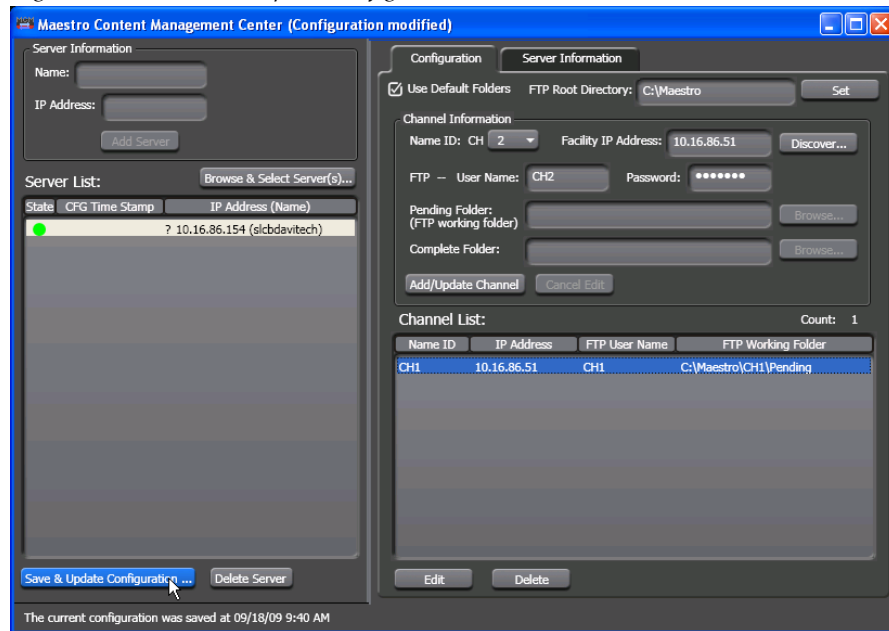 Maestro Content Management Center (Configuration modified)
Server Information
Name:
IP Address:
Add Server
Server List:
Browse & Select Server(s)...
State CFG Time Stamp IP Address (Name)
? 10.16.86.154 (slcbdavitech)
Save & Update Configuration ...
Delete Server
The current configuration was saved at 09/18/09 9:40 AM
Configuration
Server Information
Use Default Folders FTP Root Directory: C:\Maestro Set
Channel Information
Name ID: CH 2 Facility IP Address: 10.16.86.51 Discover...
FTP -- User Name: CH2 Password: •••••••
Pending Folder:
(FTP working folder)
Browse...
Complete Folder:
Browse...
Add/Update Channel Cancel Edit
Channel List: Count: 1
Name ID IP Address FTP User Name FTP Working Folder
CH1 10.16.86.51 CH1 C:\Maestro\CH1\Pending
Edit Delete